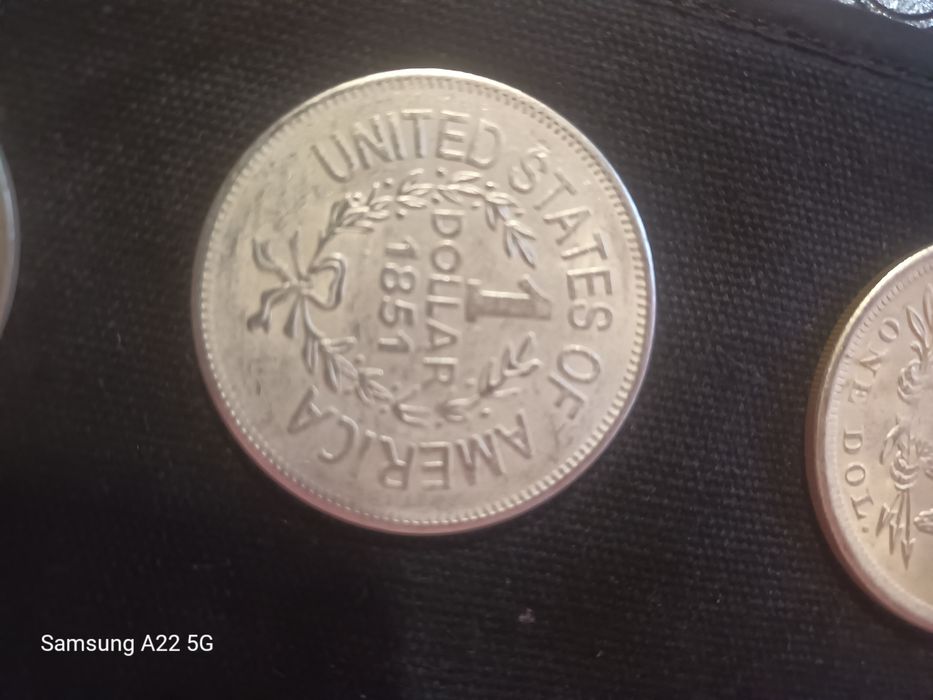 UNITED STATES OF AMERICA
1
DOLLAR
1851
ONE DOL.
Samsung A22 5G